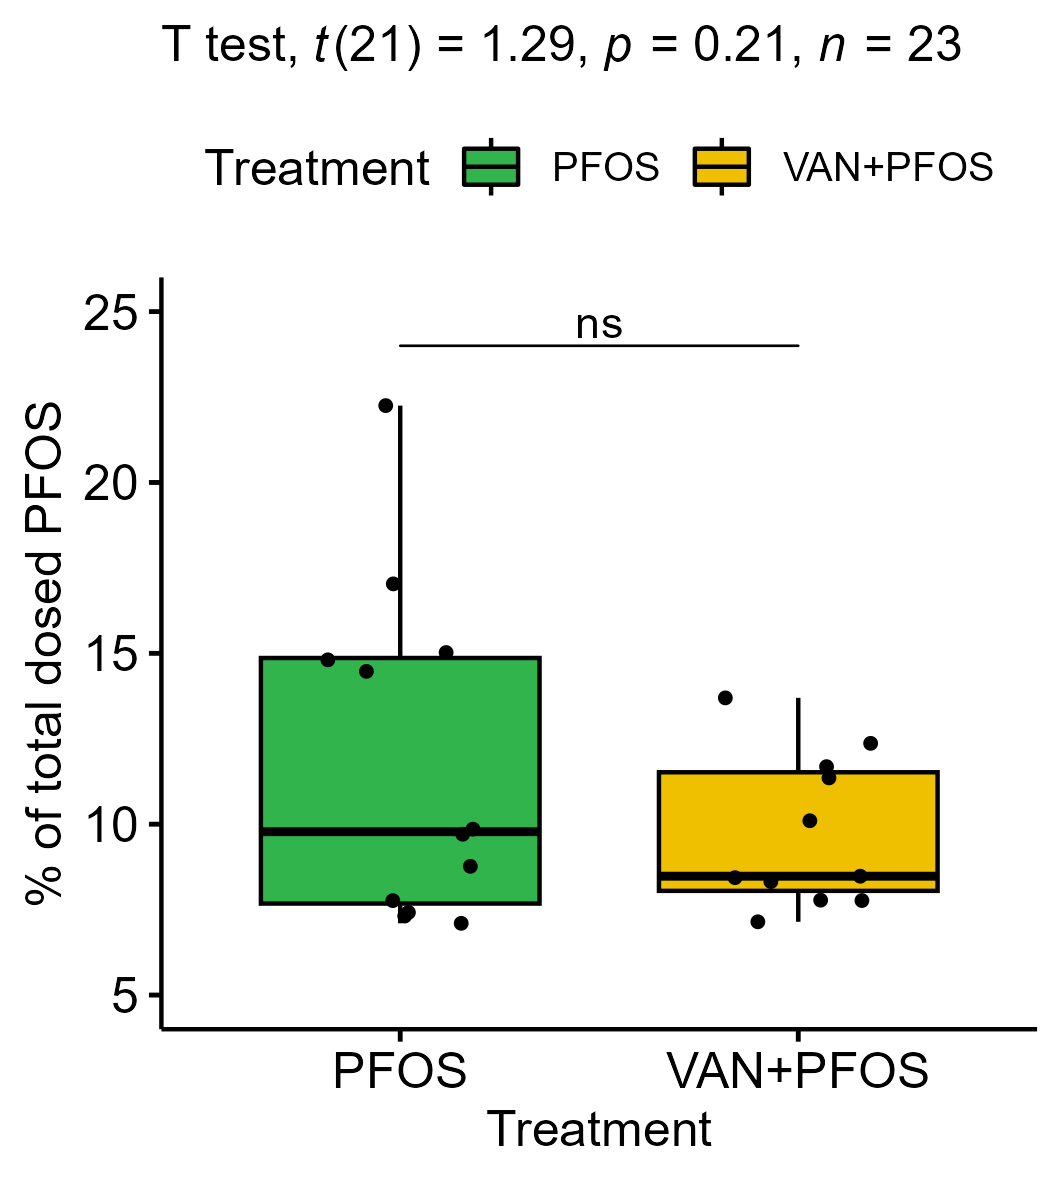 T test, t(21) = 1.29, p = 0.21, n = 23
Treatment PFOS VAN+PFOS
25
ns
20
15
10
5
% of total dosed PFOS
PFOS VAN+PFOS
Treatment